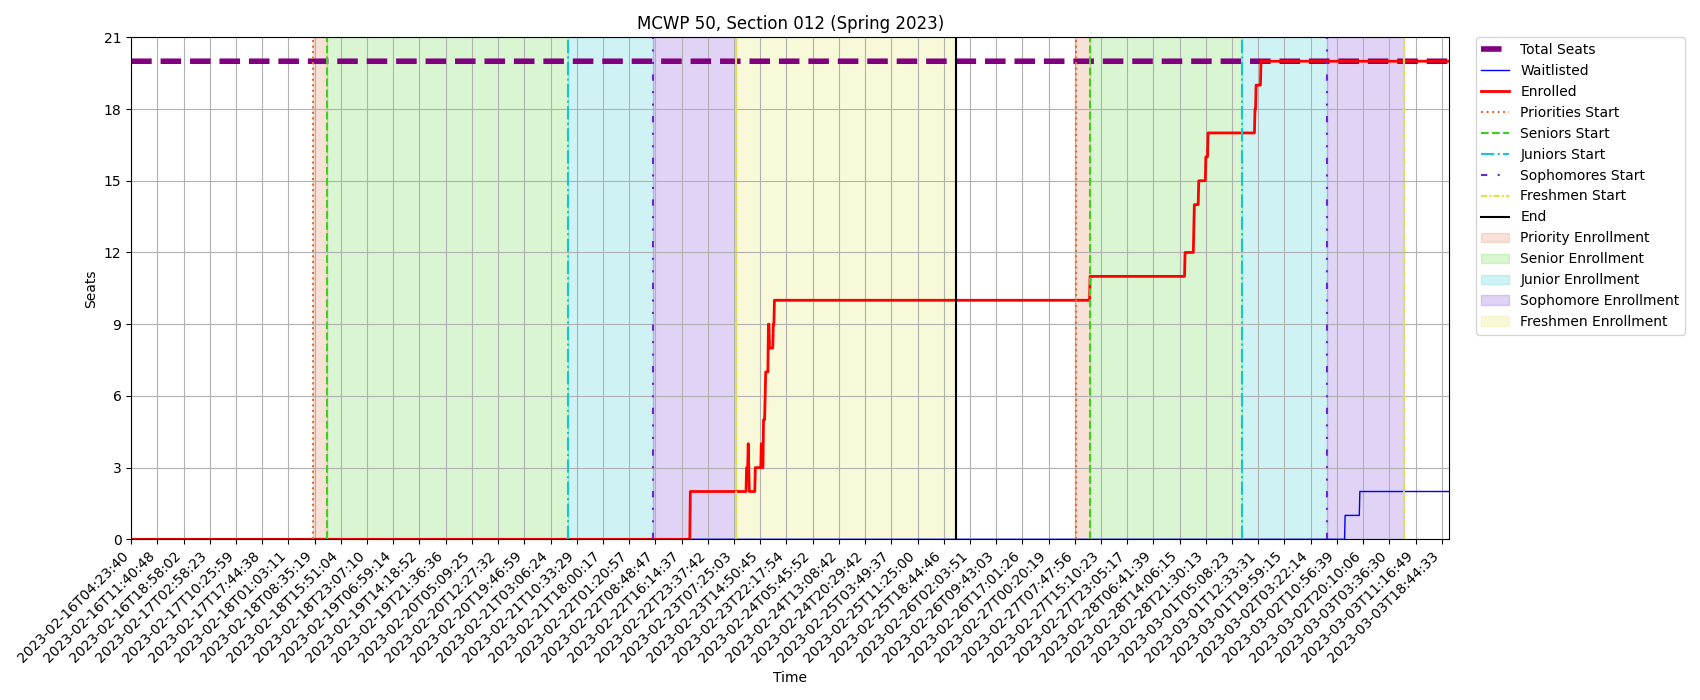 MCWP 50, Section 012 (Spring 2023)
Seats
21
18
15
12
9
6
3
0
Total Seats
Waitlisted
Enrolled
Priorities Start
Seniors Start
Juniors Start
Sophomores Start
Freshmen Start
End
Priority Enrollment
Senior Enrollment
Junior Enrollment
Sophomore Enrollment
Freshmen Enrollment
2023-02-16T04:23:40
2023-02-16T11:40:48
2023-02-16T18:58:02
2023-02-17T02:58:23
2023-02-17T10:25:59
2023-02-17T17:44:38
2023-02-18T01:03:11
2023-02-18T08:35:19
2023-02-18T15:51:04
2023-02-18T23:07:10
2023-02-19T06:59:14
2023-02-19T14:18:52
2023-02-19T21:36:36
2023-02-20T05:09:25
2023-02-20T12:27:32
2023-02-20T19:46:59
2023-02-21T03:06:24
2023-02-21T10:33:29
2023-02-21T18:00:17
2023-02-22T01:20:57
2023-02-22T08:48:47
2023-02-22T16:14:37
2023-02-22T23:37:42
2023-02-23T07:25:03
2023-02-23T14:50:45
2023-02-23T22:17:54
2023-02-24T05:45:52
2023-02-24T13:08:42
2023-02-24T20:29:42
2023-02-25T03:49:37
2023-02-25T11:25:00
2023-02-25T18:44:46
2023-02-26T02:03:51
2023-02-26T09:43:03
2023-02-26T17:01:26
2023-02-27T00:20:19
2023-02-27T07:47:56
2023-02-27T15:10:23
2023-02-27T23:05:17
2023-02-28T06:41:39
2023-02-28T14:06:15
2023-02-28T21:30:13
2023-03-01T05:08:23
2023-03-01T12:33:31
2023-03-01T19:59:15
2023-03-02T03:22:14
2023-03-02T10:56:39
2023-03-02T20:10:06
2023-03-03T03:36:30
2023-03-03T11:16:49
2023-03-03T18:44:33
Time